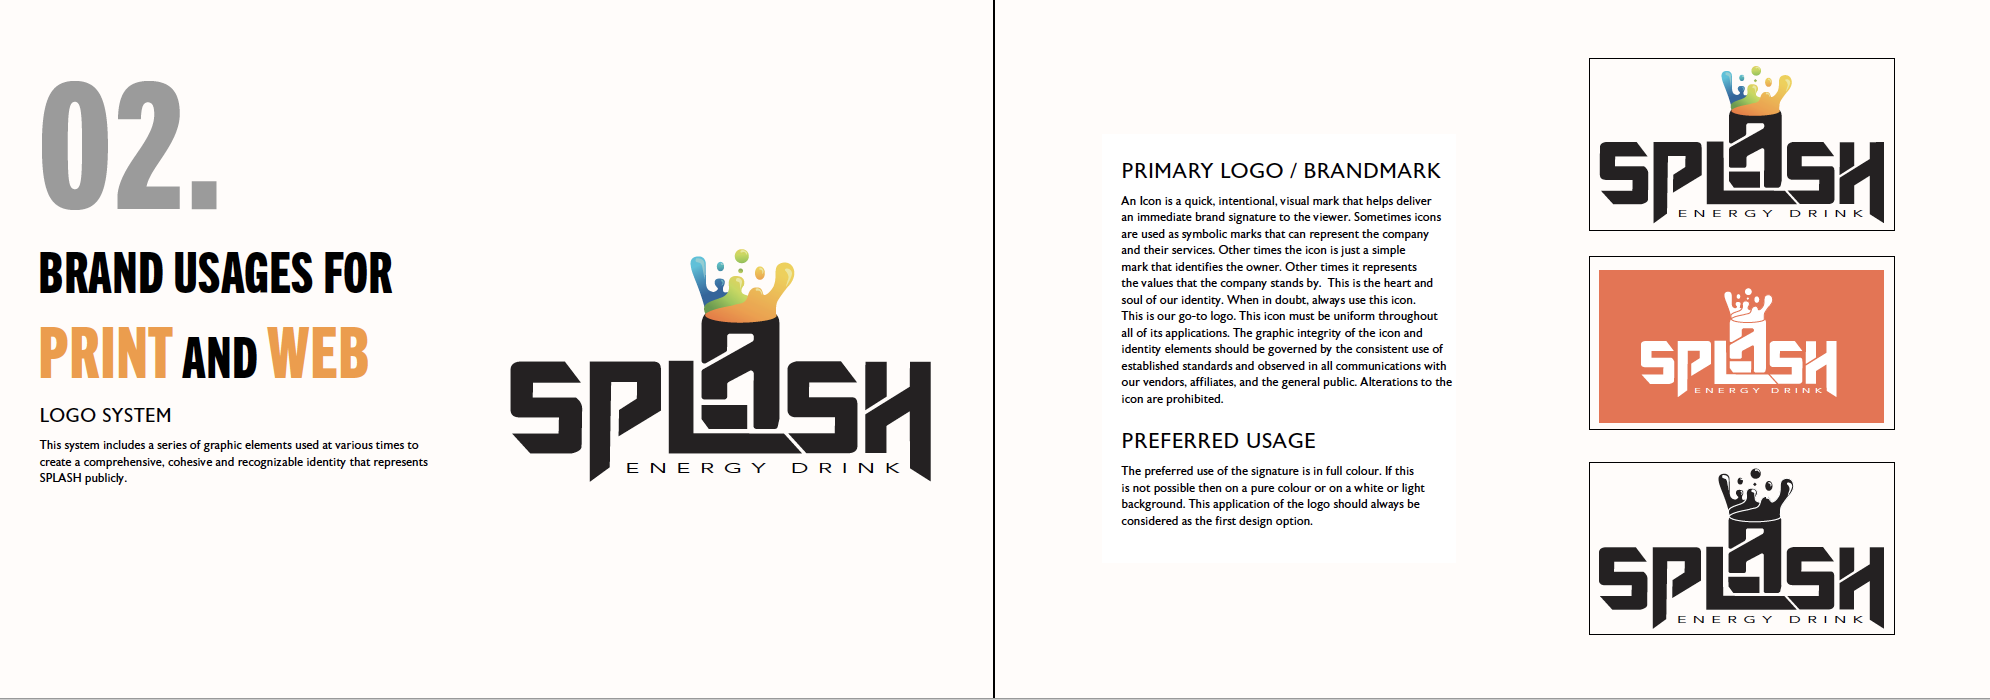 02.
BRAND USAGES FOR
PRINT AND WEB
LOGO SYSTEM
This system includes a series of graphic elements used at various times to
create a comprehensive, cohesive and recognizable identity that represents
SPLASH publicly.
SPLASH
ENERGY DRINK
PRIMARY LOGO / BRANDMARK
An Icon is a quick, intentional, visual mark that helps deliver
an immediate brand signature to the viewer. Sometimes icons
are used as symbolic marks that can represent the company
and their services. Other times the icon is just a simple
mark that identifies the owner. Other times it represents
the values that the company stands by.  This is the heart and
soul of our identity. When in doubt, always use this icon.
This is our go-to logo. This icon must be uniform throughout
all of its applications. The graphic integrity of the icon and
identity elements should be governed by the consistent use of
established standards and observed in all communications with
our vendors, affiliates, and the general public. Alterations to the
icon are prohibited.
PREFERRED USAGE
The preferred use of the signature is in full colour. If this
is not possible then on a pure colour or on a white or light
background. This application of the logo should always be
considered as the first design option.
SPLASH
ENERGY DRINK
SPLASH
ENERGY DRINK
SPLASH
ENERGY DRINK